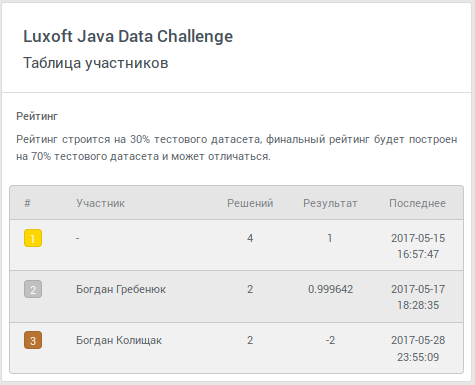 Luxoft Java Data Challenge
Таблица участников
Рейтинг
Рейтинг строится на 30% тестового датасета, финальный рейтинг будет построен
на 70% тестового датасета и может отличаться.
# Участник Решений Результат Последнее
1 - 4 1 2017-05-15
16:57:47
2 Богдан Гребенюк 2 0.999642 2017-05-17
18:28:35
3 Богдан Колищак 2 -2 2017-05-28
23:55:09